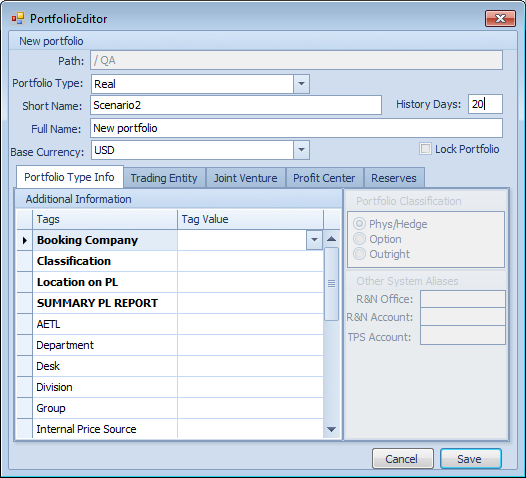 PortfolioEditor
New portfolio
Path: / QA
Portfolio Type: Real
Short Name: Scenario2 History Days: 20
Full Name: New portfolio
Base Currency: USD Lock Portfolio
Portfolio Type Info Trading Entity Joint Venture Profit Center Reserves
Additional Information
Tags Tag Value
Booking Company
Classification
Location on PL
SUMMARY PL REPORT
AETL
Department
Desk
Division
Group
Internal Price Source
Portfolio Classification
Phys/Hedge
Option
Outright
Other System Aliases
R&N Office:
R&N Account:
TPS Account:
Cancel Save